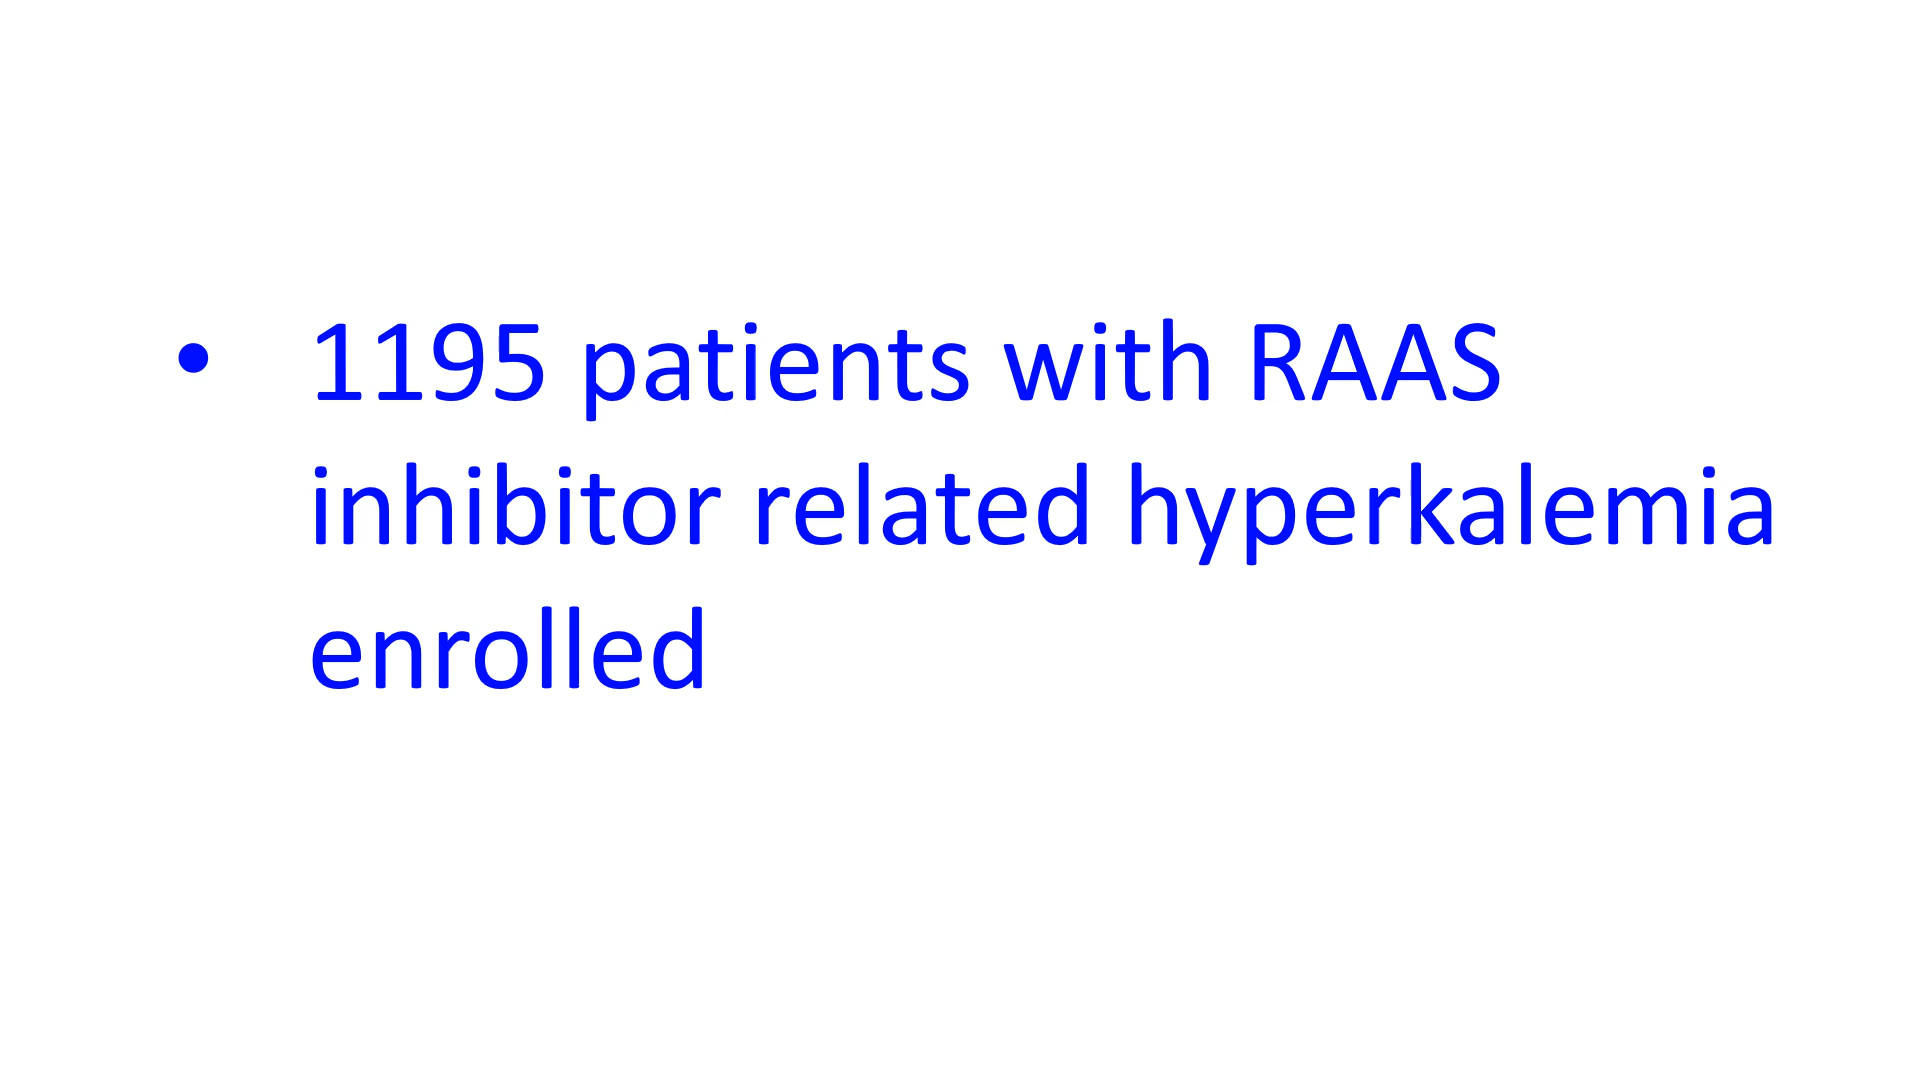 • 1195 patients with RAAS
inhibitor related hyperkalemia
enrolled